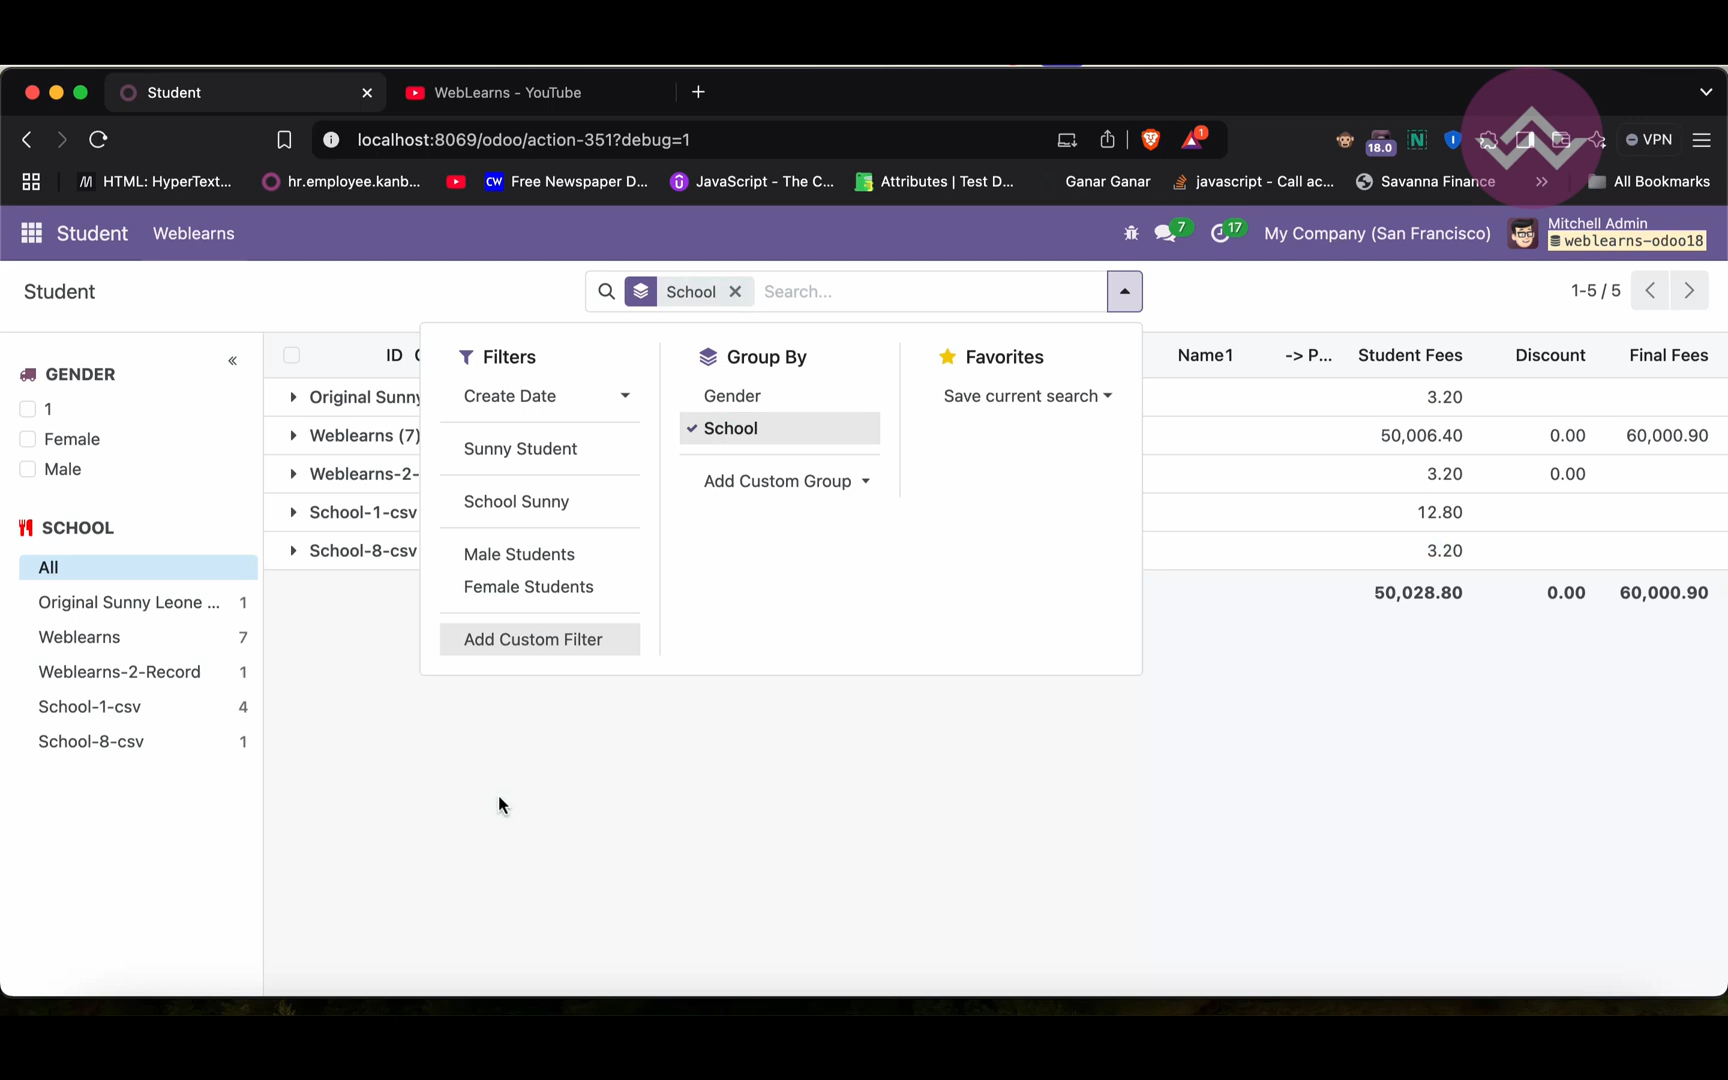 Student
WebLearns - YouTube
localhost:8069/odoo/action-351?debug=1
1
18.0
VPN
HTML: HyperText...
hr.employee.kanb...
CW Free Newspaper D...
JavaScript - The C...
Attributes | Test D...
Ganar Ganar
javascript - Call ac...
Savanna Finance
All Bookmarks
Student
Weblearns
7
17
My Company (San Francisco)
Mitchell Admin
weblearns-odoo18
Student
School
Search...
1-5 / 5
GENDER
1
Female
Male
SCHOOL
All
Original Sunny Leone ... 1
Weblearns 7
Weblearns-2-Record 1
School-1-csv 4
School-8-csv 1
ID
Name1
-> P...
Student Fees
Discount
Final Fees
Original Sunny
3.20
Weblearns (7)
50,006.40
0.00
60,000.90
Weblearns-2-
3.20
0.00
School-1-csv
12.80
School-8-csv
3.20
50,028.80
0.00
60,000.90
Filters
Create Date
Sunny Student
School Sunny
Male Students
Female Students
Add Custom Filter
Group By
Gender
School
Add Custom Group
Favorites
Save current search